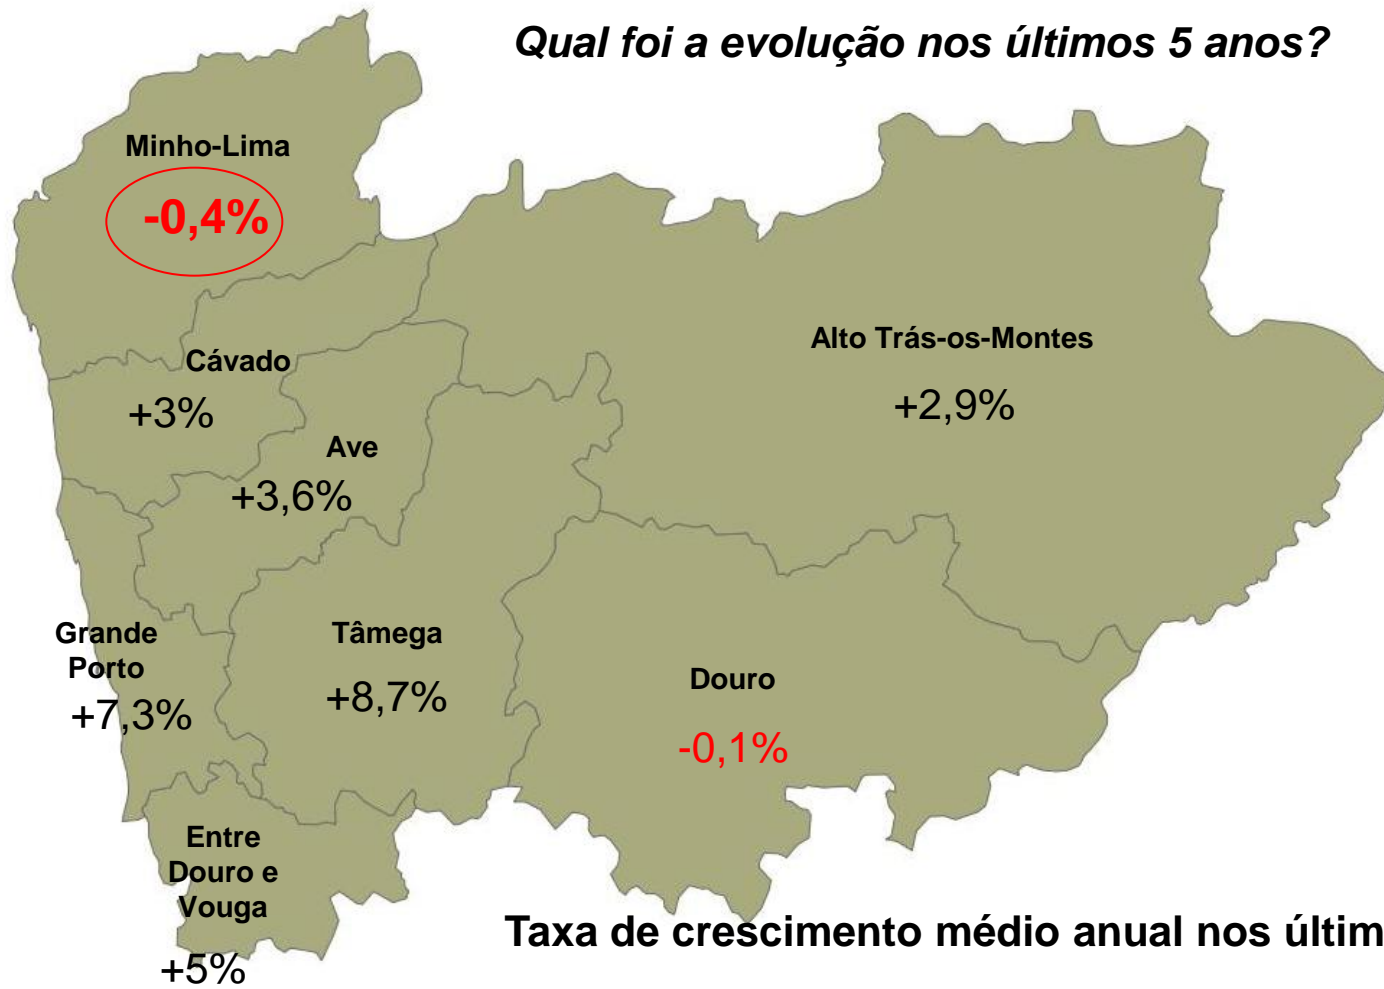 Qual foi a evolução nos últimos 5 anos?
Minho-Lima
-0,4%
Alto Trás-os-Montes
+2,9%
Cávado
+3%
Ave
+3,6%
Grande
Porto
+7,3%
Tâmega
+8,7%
Douro
-0,1%
Entre
Douro e
Vouga
+5%
Taxa de crescimento médio anual nos últim